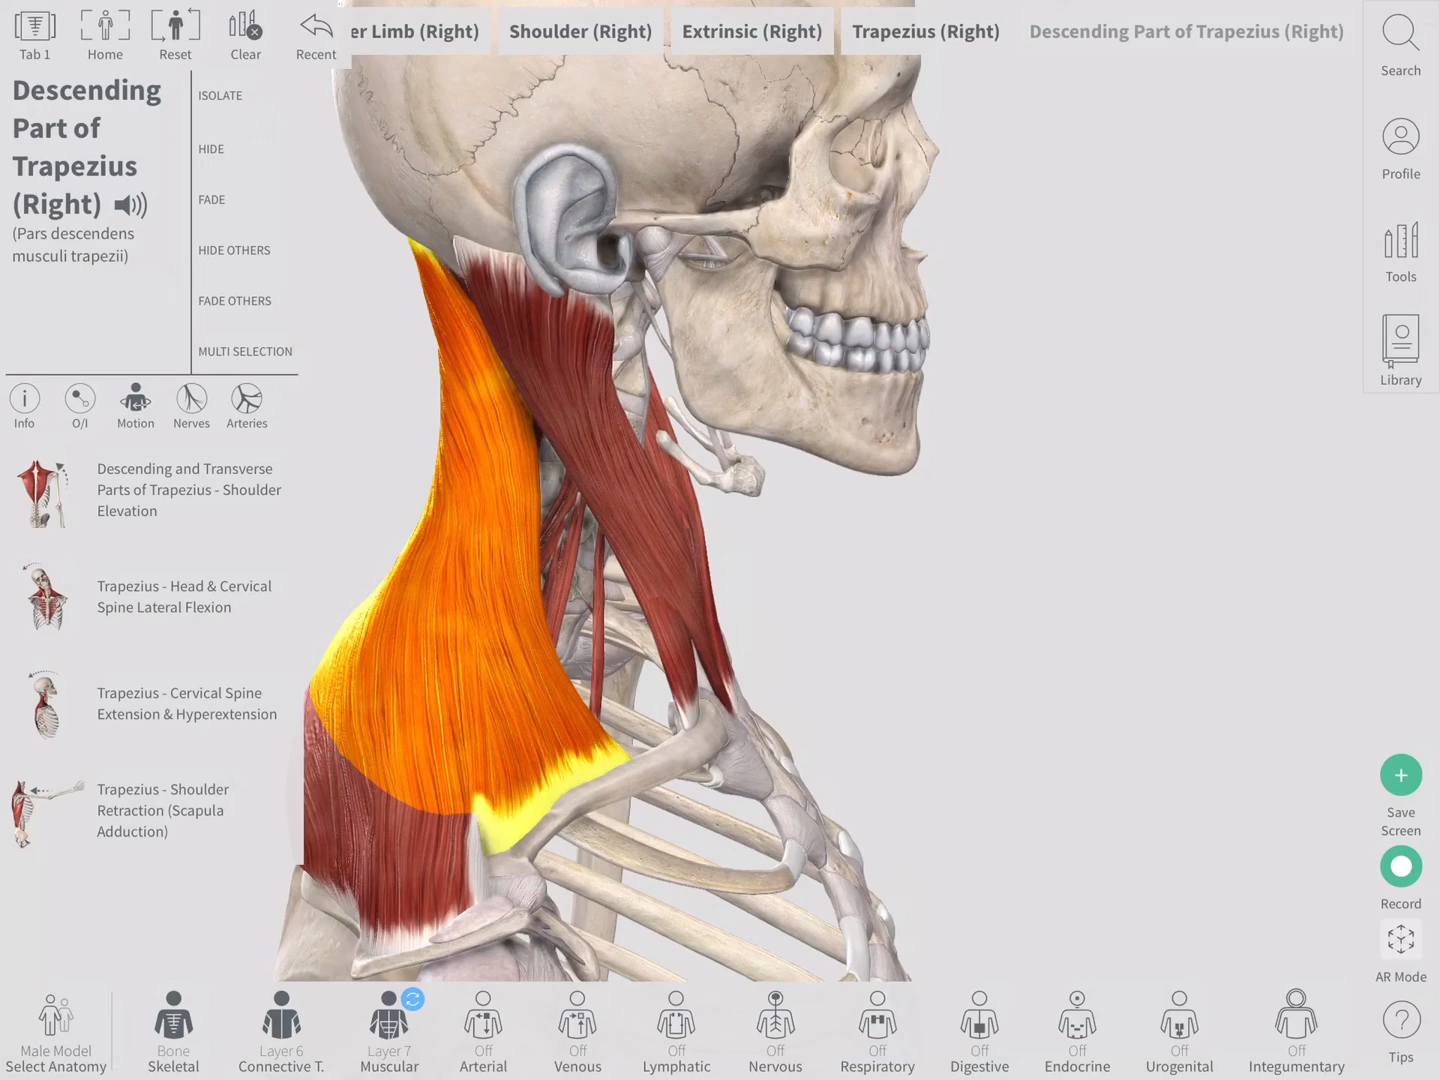 Tab 1
Home
Reset
Clear
Recent
er Limb (Right)
Shoulder (Right)
Extrinsic (Right)
Trapezius (Right)
Descending Part of Trapezius (Right)
Search
Profile
Tools
Library
Descending
Part of
Trapezius
(Right)
(Pars descendens
musculi trapezii)
ISOLATE
HIDE
FADE
HIDE OTHERS
FADE OTHERS
MULTI SELECTION
Info
O/I
Motion
Nerves
Arteries
Descending and Transverse
Parts of Trapezius - Shoulder
Elevation
Trapezius - Head & Cervical
Spine Lateral Flexion
Trapezius - Cervical Spine
Extension & Hyperextension
Trapezius - Shoulder
Retraction (Scapula
Adduction)
Save
Screen
Record
AR Mode
Tips
Male Model
Select Anatomy
Bone
Skeletal
Layer 6
Connective T.
Layer 7
Muscular
Off
Arterial
Off
Venous
Off
Lymphatic
Off
Nervous
Off
Respiratory
Off
Digestive
Off
Endocrine
Off
Urogenital
Off
Integumentary